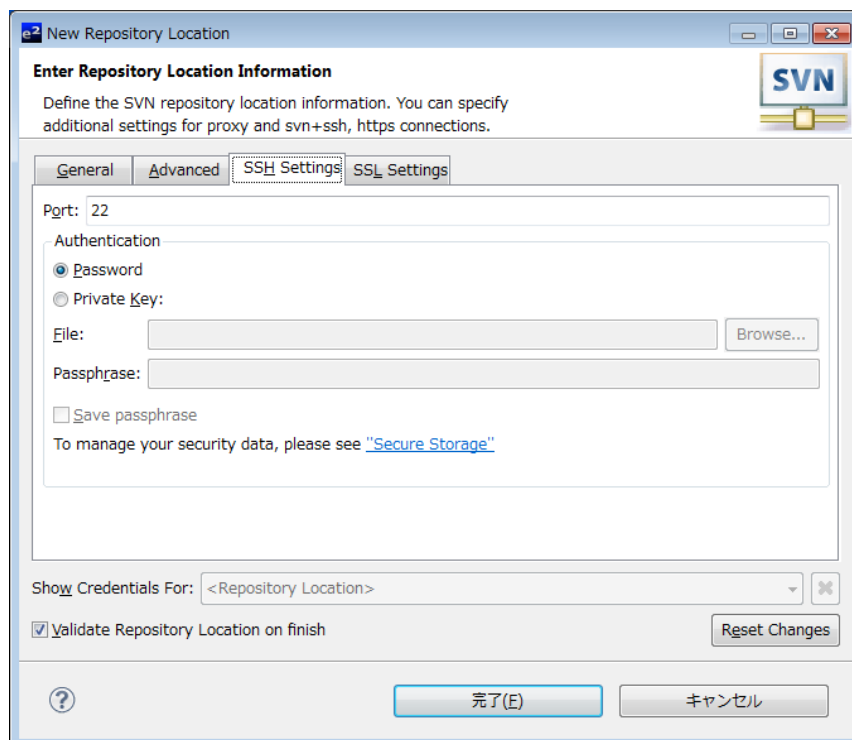 e² New Repository Location
Enter Repository Location Information
SVN
Define the SVN repository location information. You can specify
additional settings for proxy and svn+ssh, https connections.
General Advanced SSH Settings SSL Settings
Port: 22
Authentication
Password
Private Key:
File: Browse...
Passphrase:
Save passphrase
To manage your security data, please see "Secure Storage"
Show Credentials For: <Repository Location>
Validate Repository Location on finish Reset Changes
? 完了(F) キャンセル